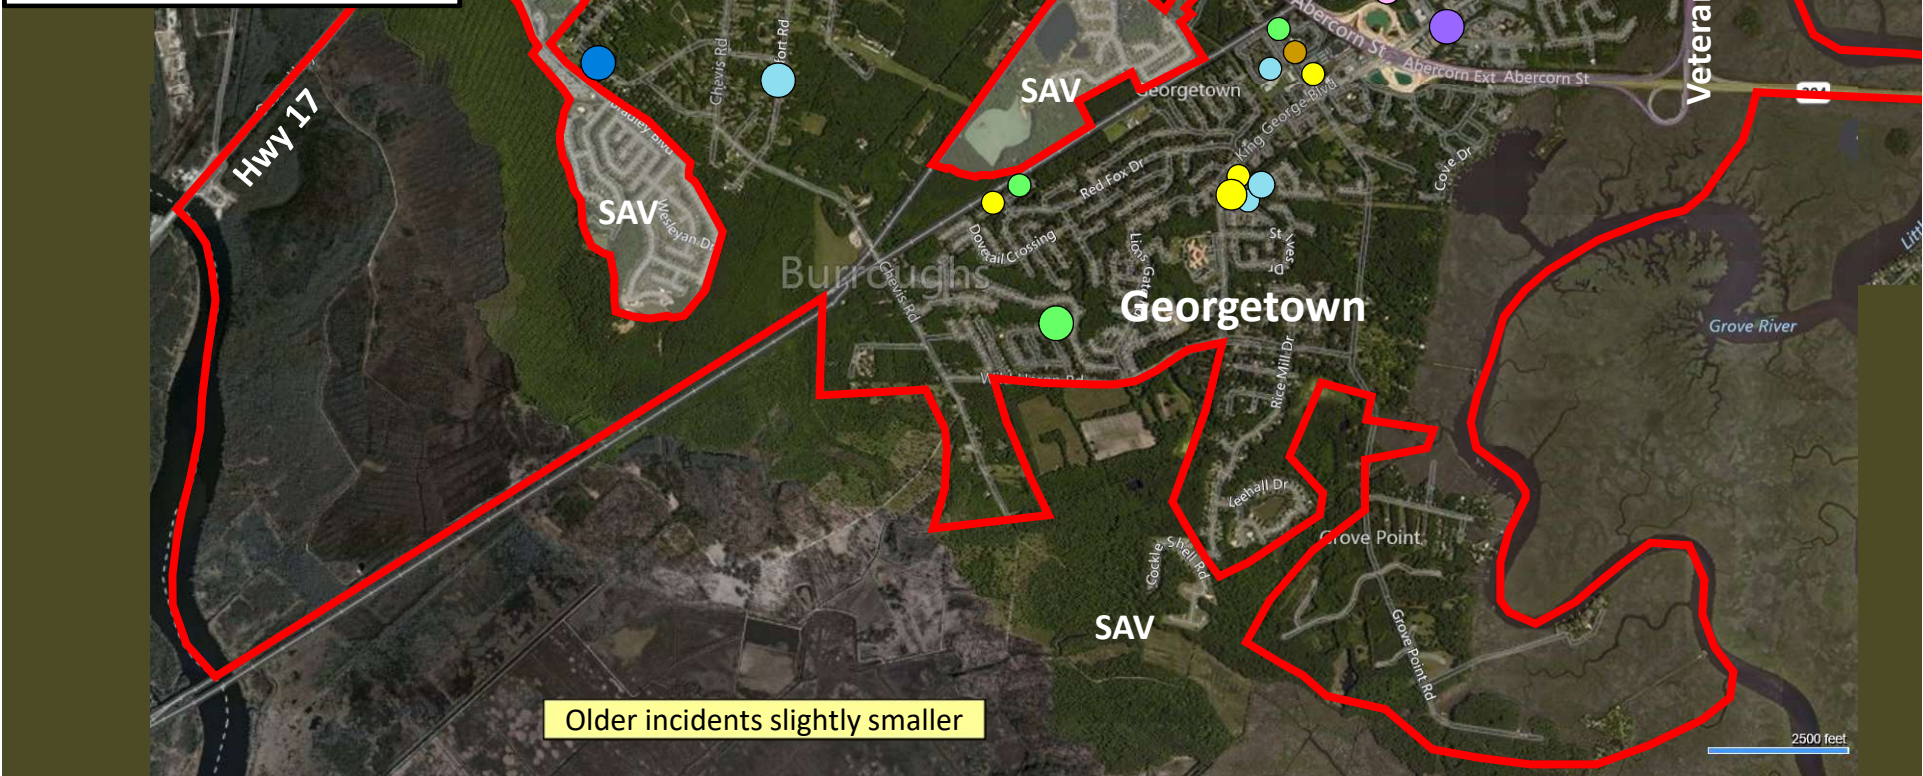 Abercorn St
Abercorn Ext
Abercorn St
Veteran
Chevis Rd
fort Rd
Hwy 17
Bradley Blvd
SAV
Georgetown
King George Blvd
Cove Dr
Red Fox Dr
SAV
Wesleyan Dr
Dovetail Crossing
St Ives Dr
Lions Gate
Burroughs
Chevis Rd
Georgetown
Grove River
Rice Mill Dr
Leehall Dr
Grove Point
Cockle Shell Rd
SAV
Grove Point Rd
Older incidents slightly smaller
2500 feet